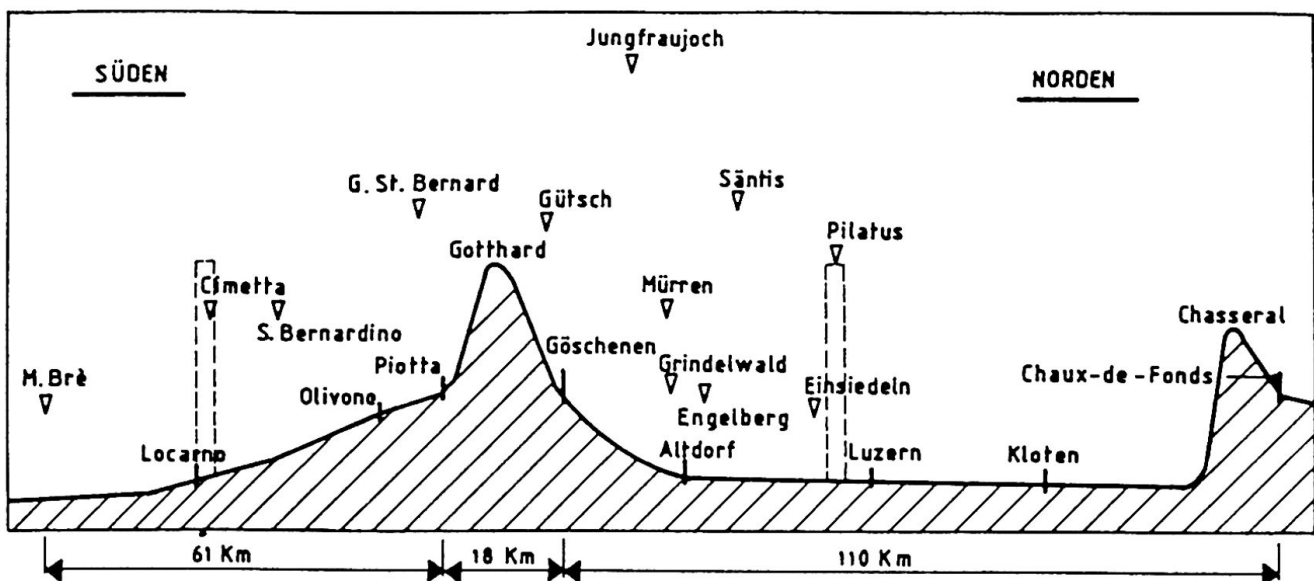 Jungfraujoch
SÜDEN
NORDEN
G. St. Bernard
Gütsch
Säntis
Gotthard
Pilatus
Cimetta
S. Bernardino
Mürren
Chasseral
M. Brè
Piotta
Göschenen
Grindelwald
Chaux-de-Fonds
Olivone
Engelberg
Einsiedeln
Locarno
Altdorf
Luzern
Kloten
61 Km
18 Km
110 Km